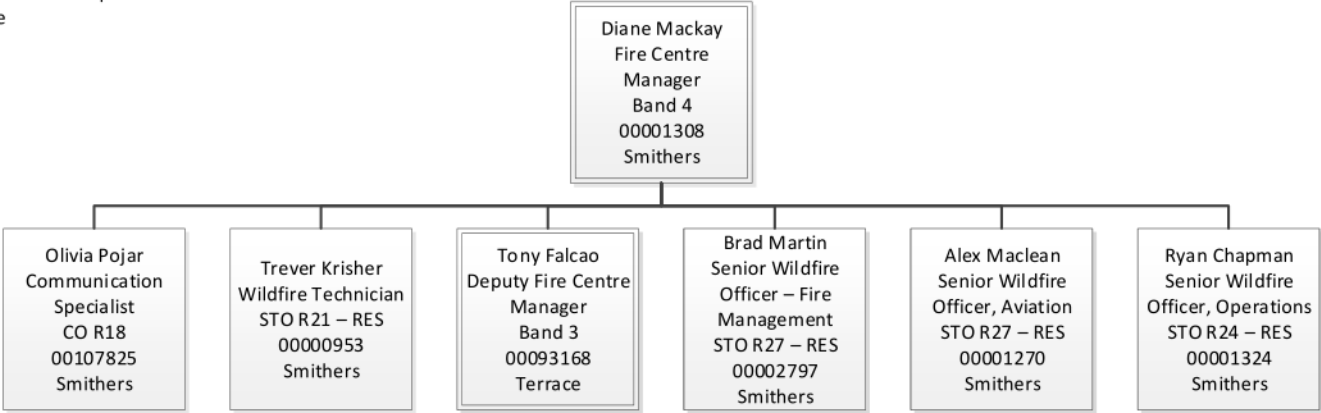 e
Diane Mackay
Fire Centre
Manager
Band 4
00001308
Smithers
Olivia Pojar
Communication
Specialist
CO R18
00107825
Smithers
Trever Krisher
Wildfire Technician
STO R21 – RES
00000953
Smithers
Tony Falcao
Deputy Fire Centre
Manager
Band 3
00093168
Terrace
Brad Martin
Senior Wildfire
Officer – Fire
Management
STO R27 – RES
00002797
Smithers
Alex Maclean
Senior Wildfire
Officer, Aviation
STO R27 – RES
00001270
Smithers
Ryan Chapman
Senior Wildfire
Officer, Operations
STO R24 – RES
00001324
Smithers